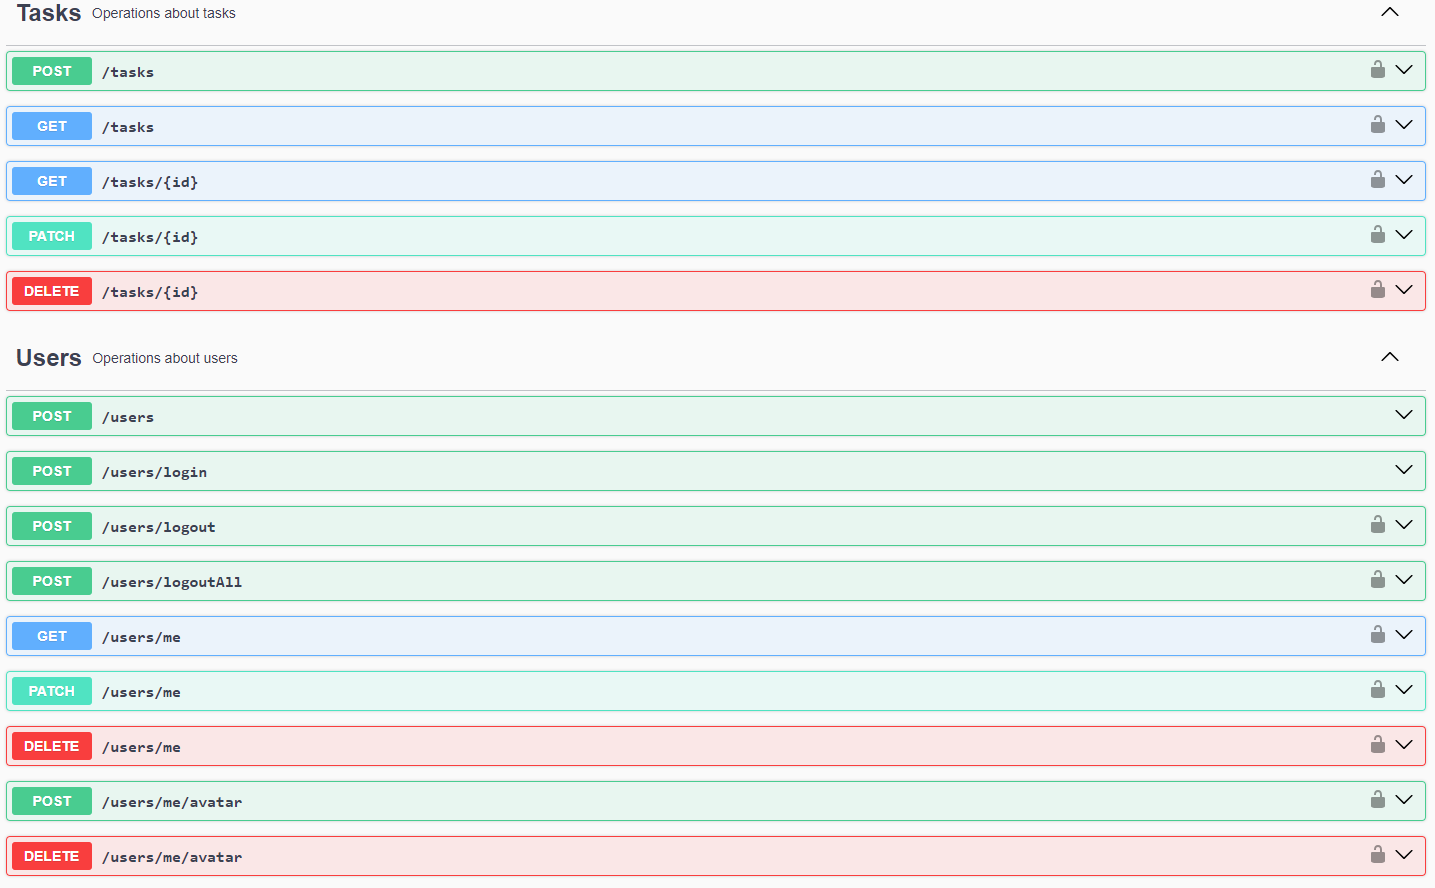 Tasks Operations about tasks
POST /tasks
GET /tasks
GET /tasks/{id}
PATCH /tasks/{id}
DELETE /tasks/{id}
Users Operations about users
POST /users
POST /users/login
POST /users/logout
POST /users/logoutAll
GET /users/me
PATCH /users/me
DELETE /users/me
POST /users/me/avatar
DELETE /users/me/avatar